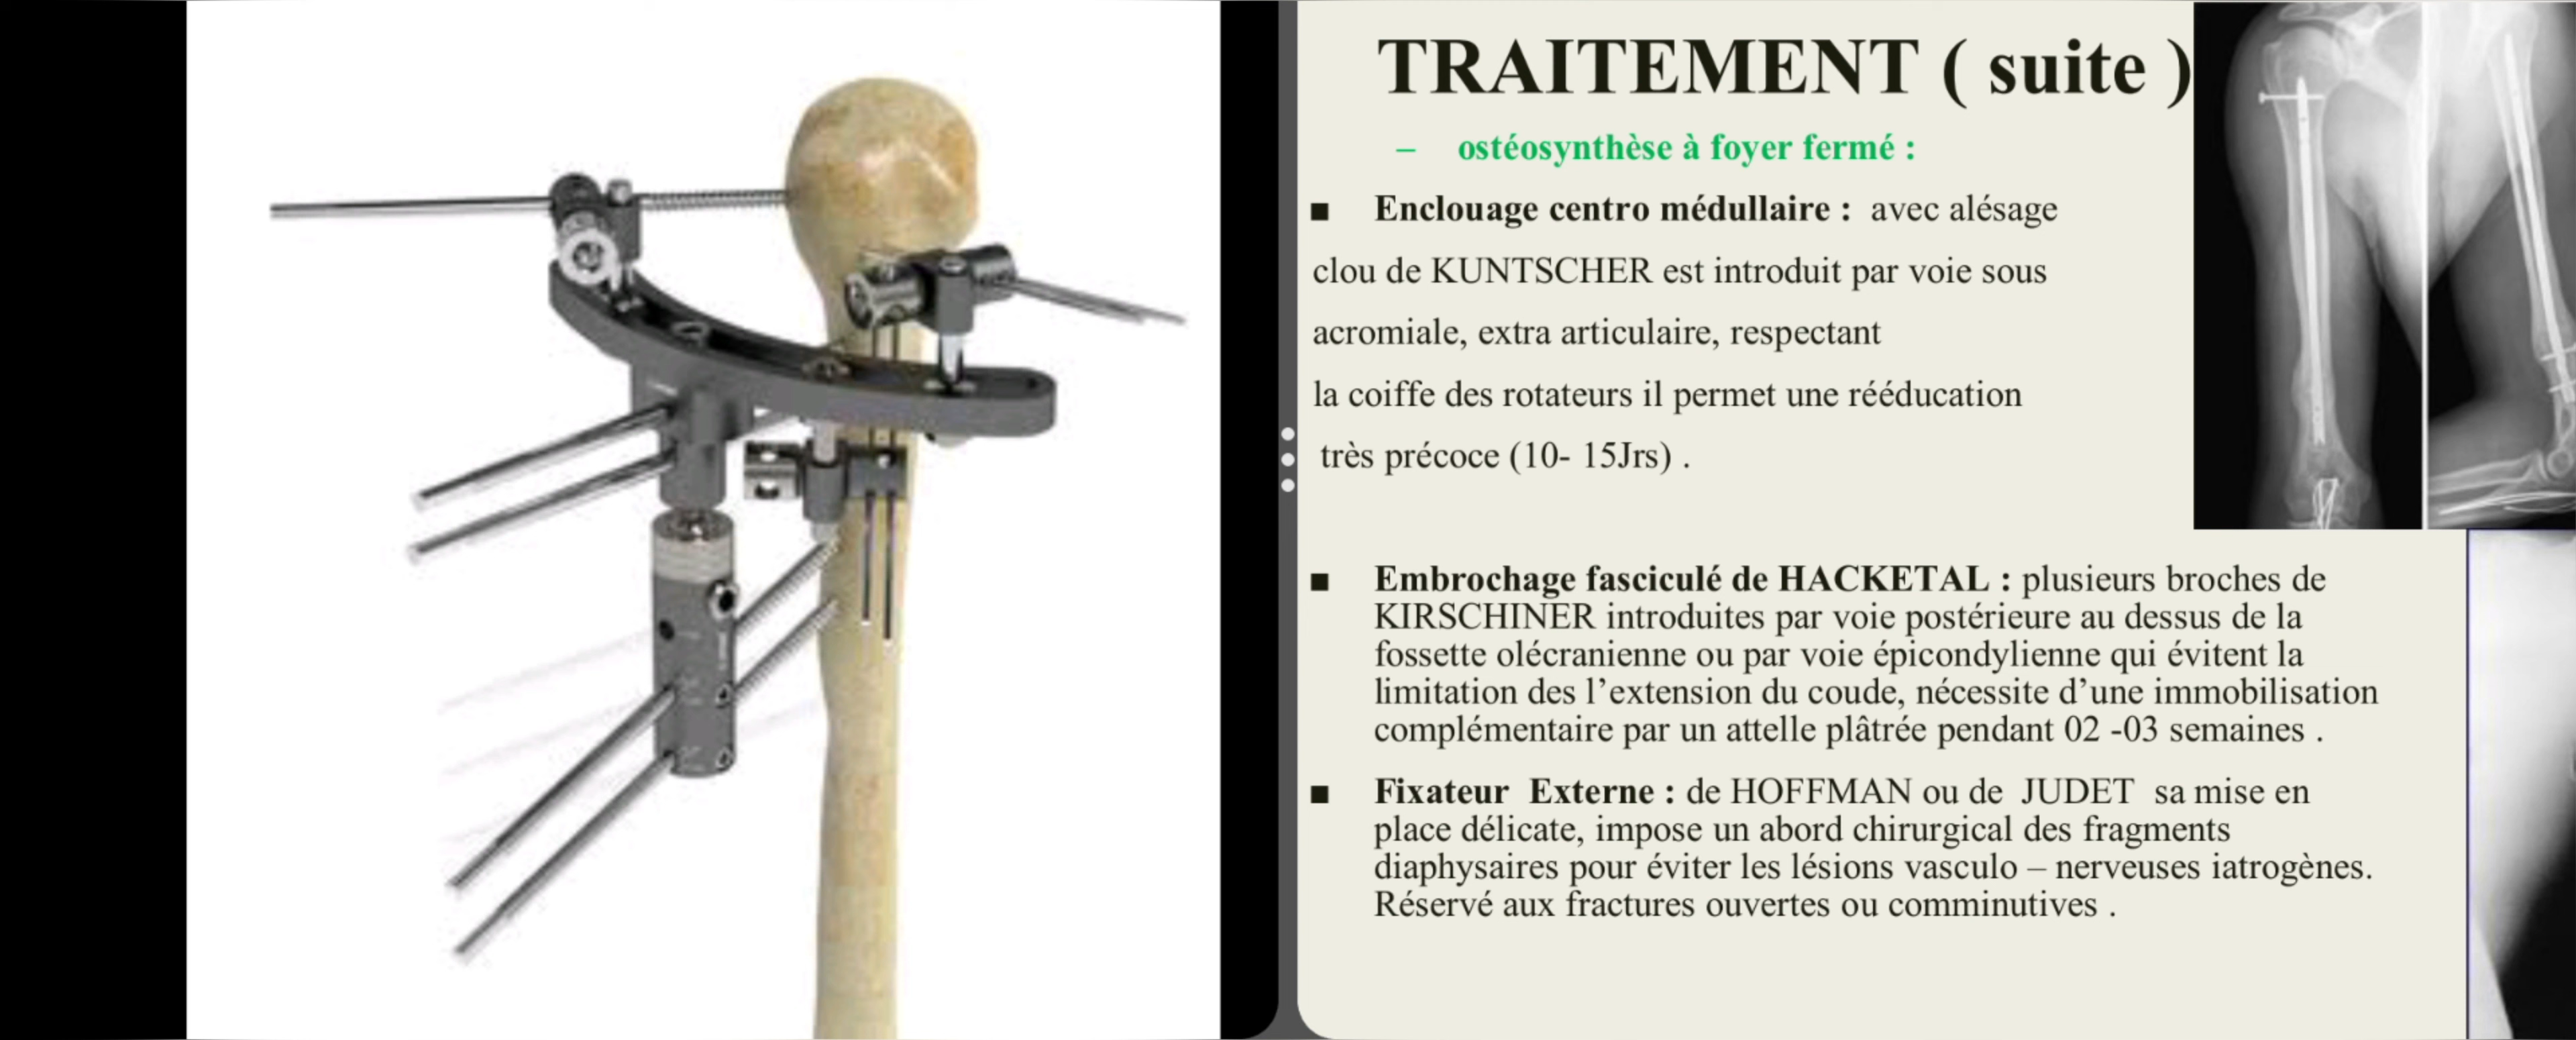 TRAITEMENT ( suite )
– ostéosynthèse à foyer fermé :
■ Enclouage centro médullaire : avec alésage
clou de KUNTSCHER est introduit par voie sous
acromiale, extra articulaire, respectant
la coiffe des rotateurs il permet une rééducation
très précoce (10- 15Jrs) .
■ Embrochage fasciculé de HACKETAL : plusieurs broches de
KIRSCHINER introduites par voie postérieure au dessus de la
fossette olécranienne ou par voie épicondylienne qui évitent la
limitation des l’extension du coude, nécessite d’une immobilisation
complémentaire par un attelle plâtrée pendant 02 -03 semaines .
■ Fixateur Externe : de HOFFMAN ou de JUDET sa mise en
place délicate, impose un abord chirurgical des fragments
diaphysaires pour éviter les lésions vasculo – nerveuses iatrogènes.
Réservé aux fractures ouvertes ou comminutives .